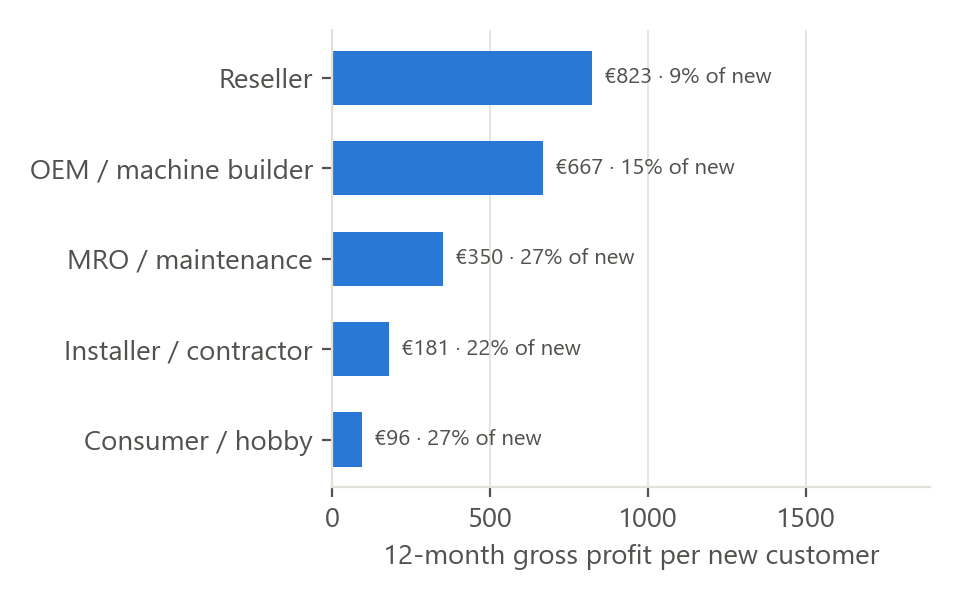 Reseller
€823 · 9% of new
OEM / machine builder
€667 · 15% of new
MRO / maintenance
€350 · 27% of new
Installer / contractor
€181 · 22% of new
Consumer / hobby
€96 · 27% of new
0 500 1000 1500
12-month gross profit per new customer